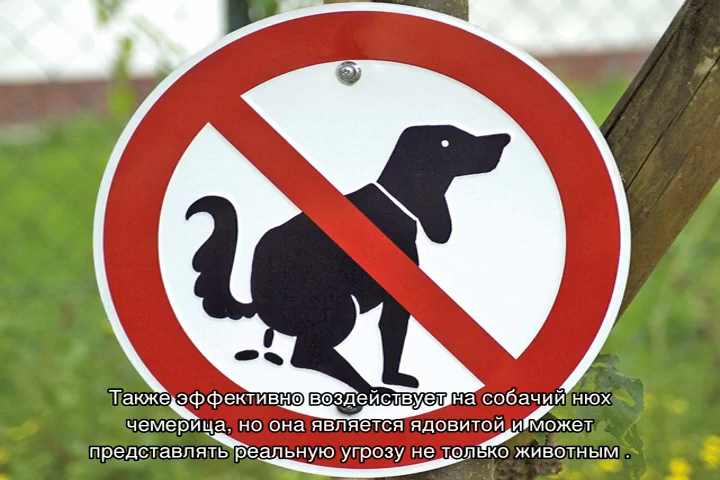 Также эффективно воздействует на собачий нюх
чемерица, но она является ядовитой и может
представлять реальную угрозу не только животным .